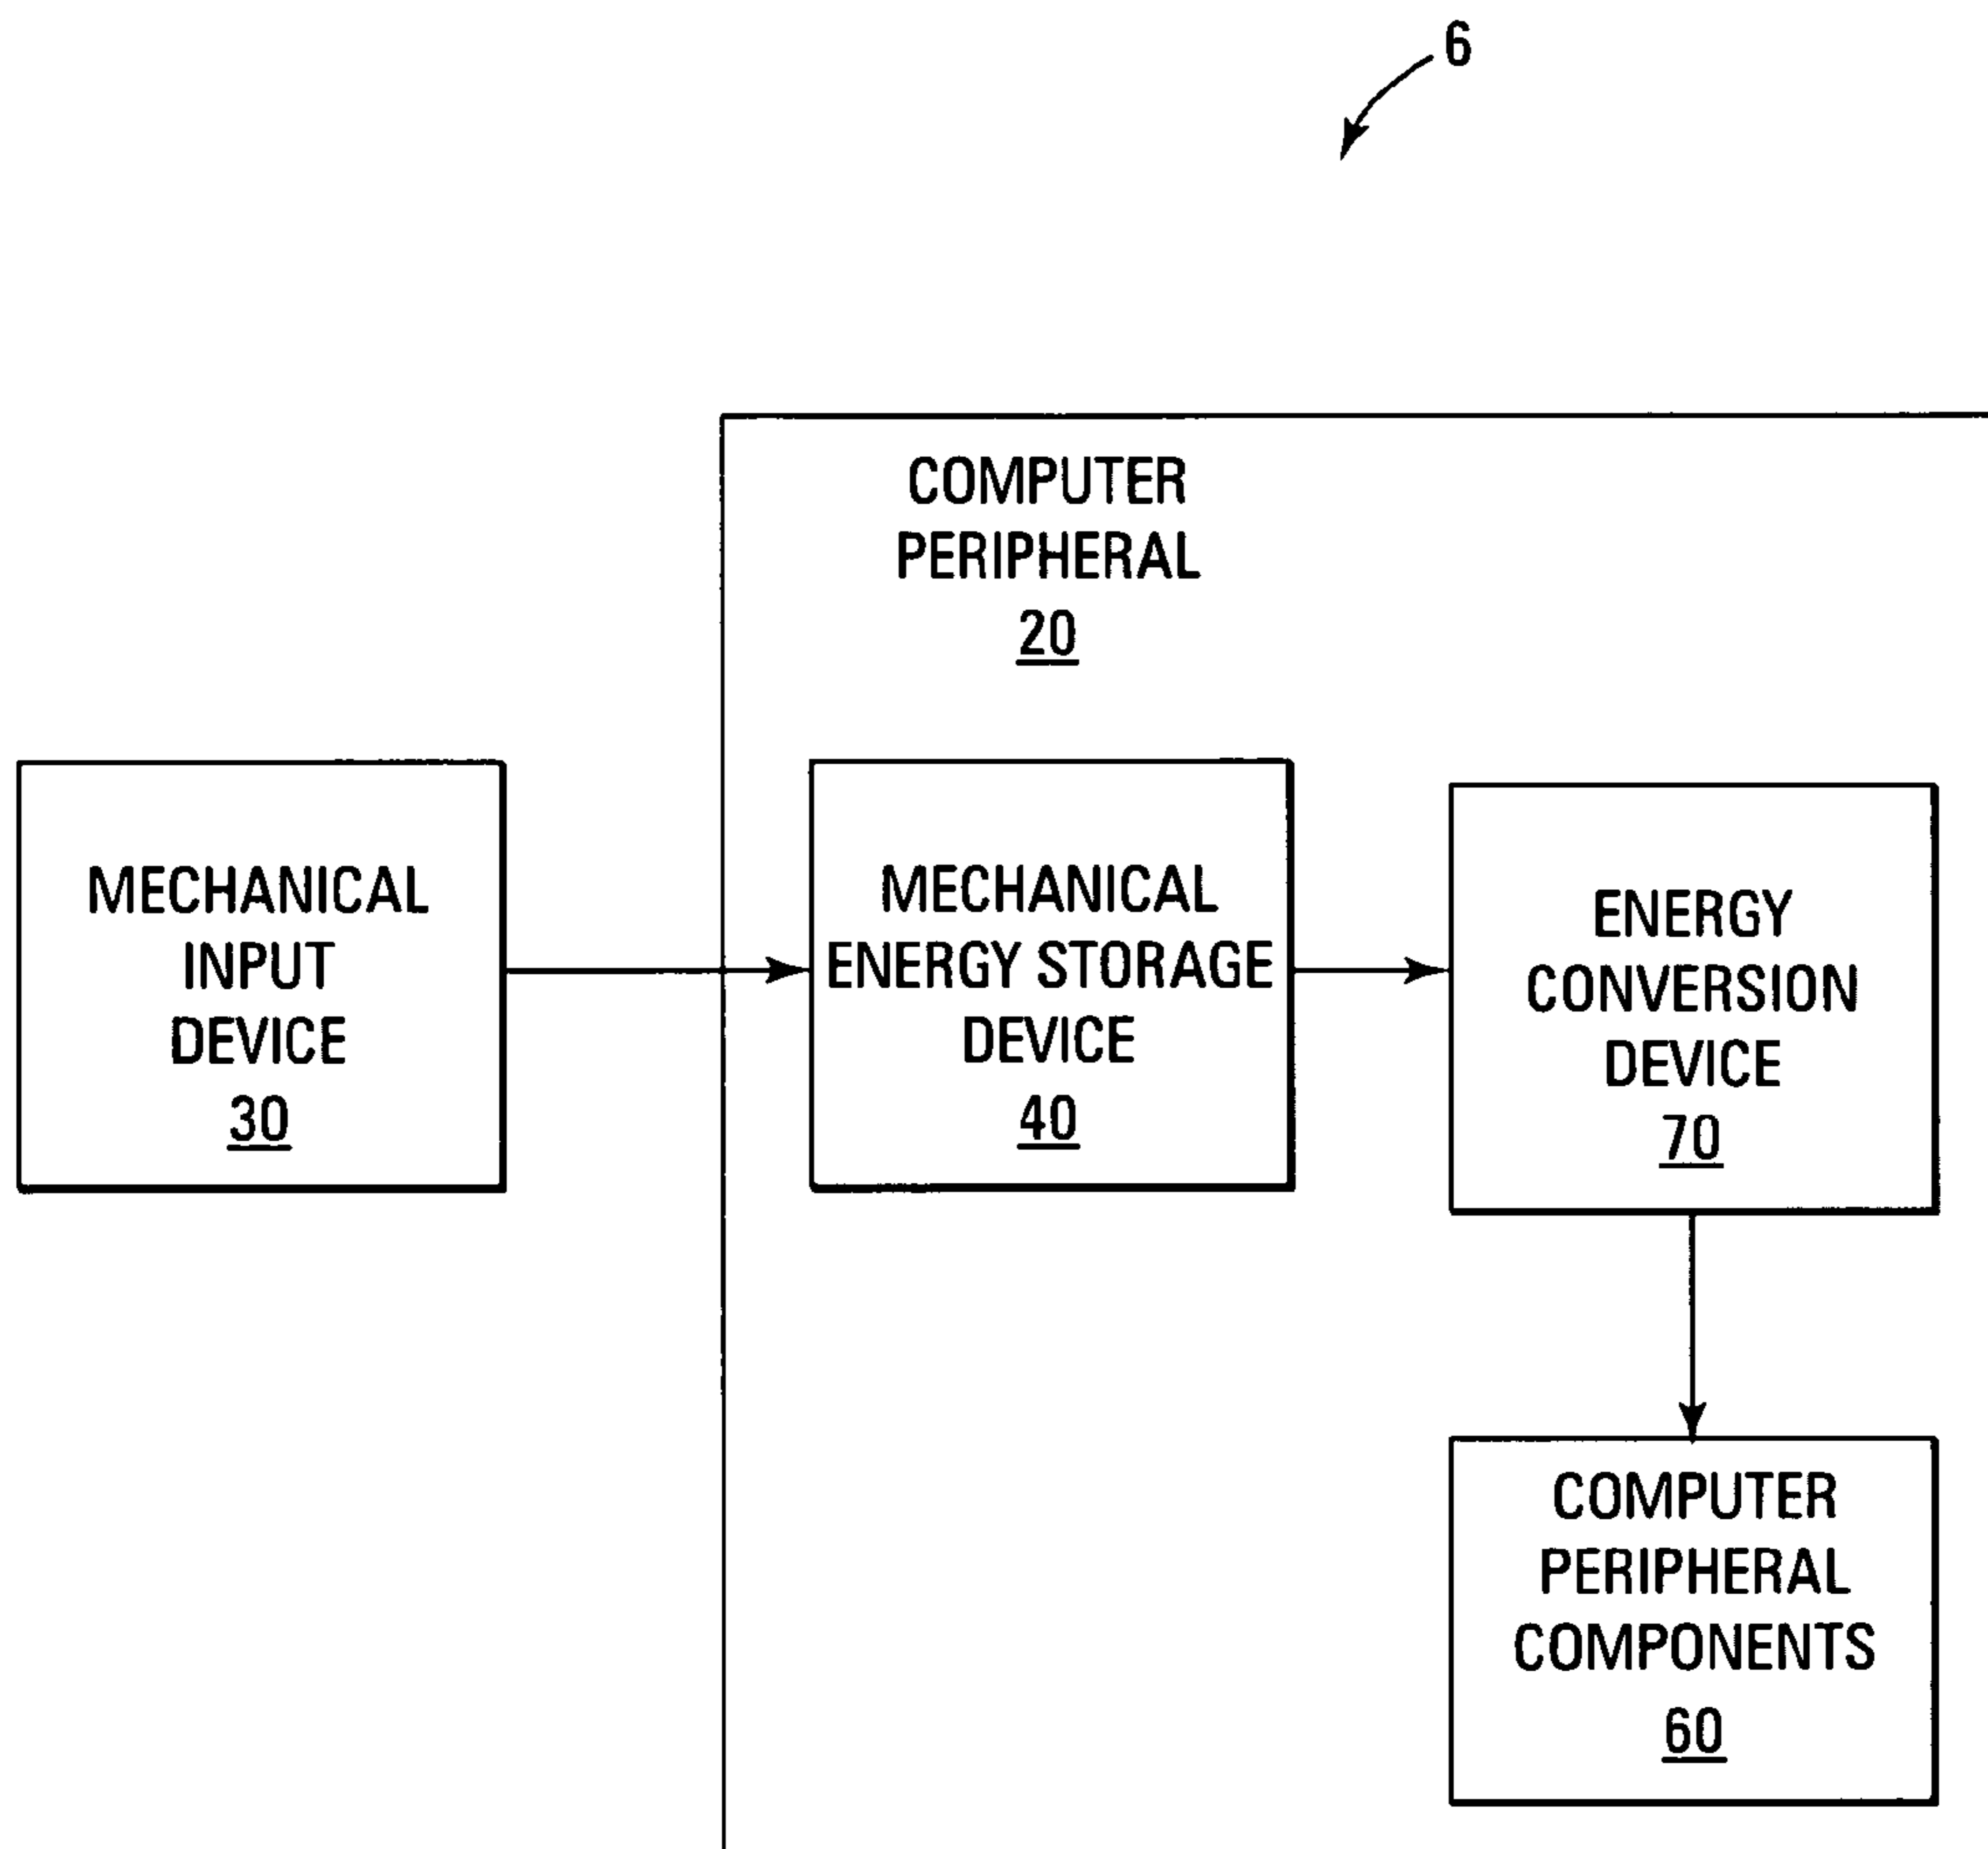 6
COMPUTER
PERIPHERAL
20
MECHANICAL
INPUT
DEVICE
30
MECHANICAL
ENERGY STORAGE
DEVICE
40
ENERGY
CONVERSION
DEVICE
70
COMPUTER
PERIPHERAL
COMPONENTS
60